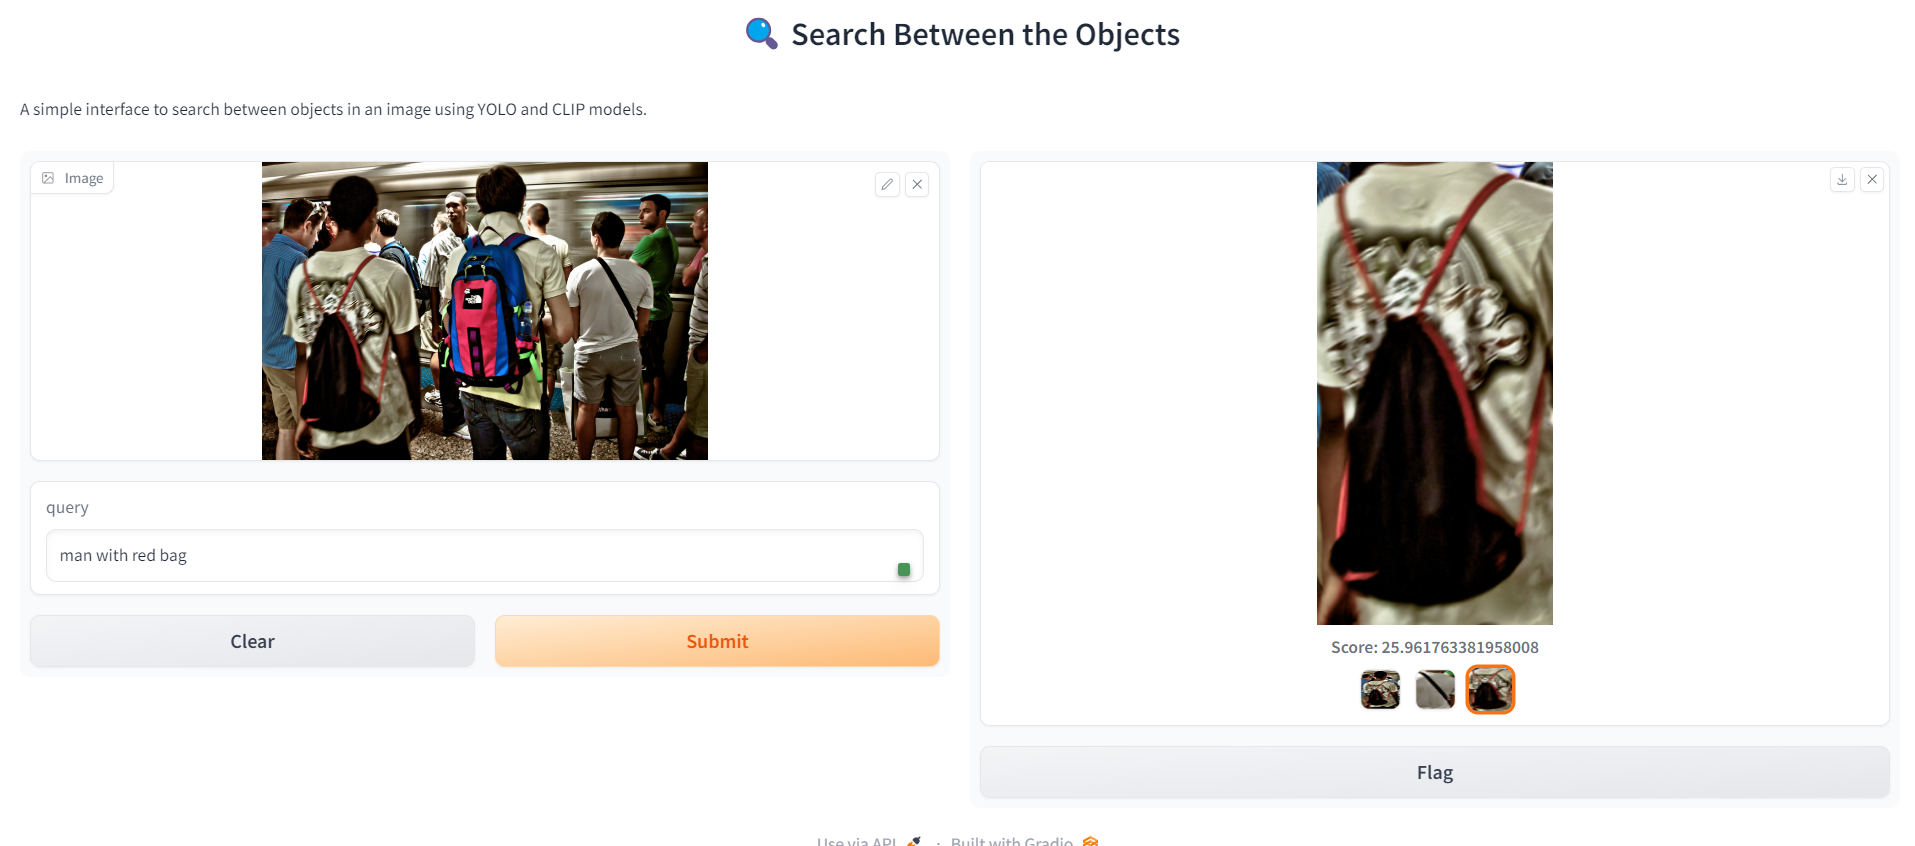 Search Between the Objects
A simple interface to search between objects in an image using YOLO and CLIP models.
Image
query
man with red bag
Clear
Submit
Score: 25.961763381958008
Flag
Use via API · Built with Gradio